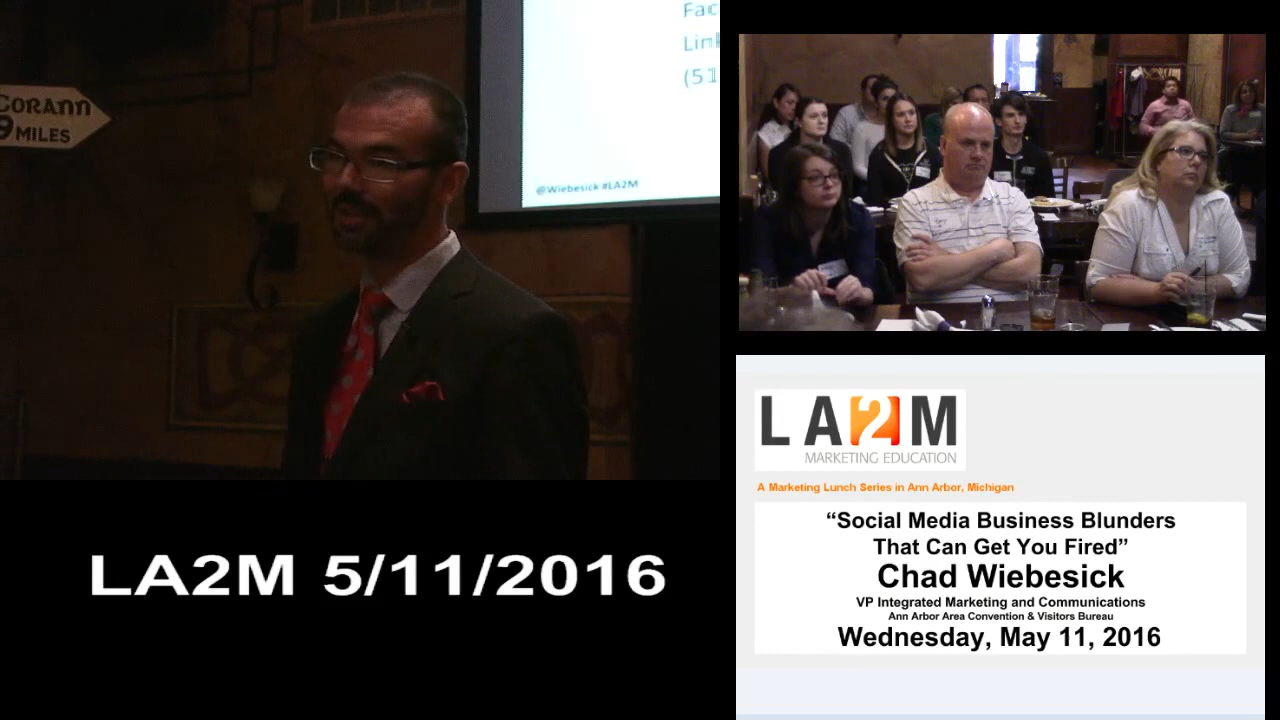 CORANN
9 MILES
Fac
Link
(51
@Wiebesick #LA2M
LA2M 5/11/2016
LA2M
MARKETING EDUCATION
A Marketing Lunch Series in Ann Arbor, Michigan
“Social Media Business Blunders
That Can Get You Fired”
Chad Wiebesick
VP Integrated Marketing and Communications
Ann Arbor Area Convention & Visitors Bureau
Wednesday, May 11, 2016